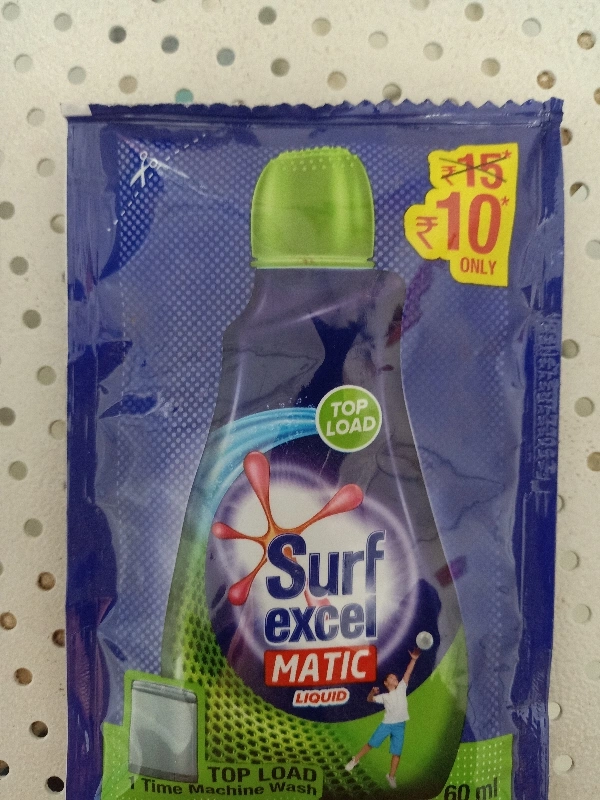 ₹15*
₹10*
ONLY
TOP
LOAD
Surf
excel
MATIC
LIQUID
TOP LOAD
1 Time Machine Wash
60 ml